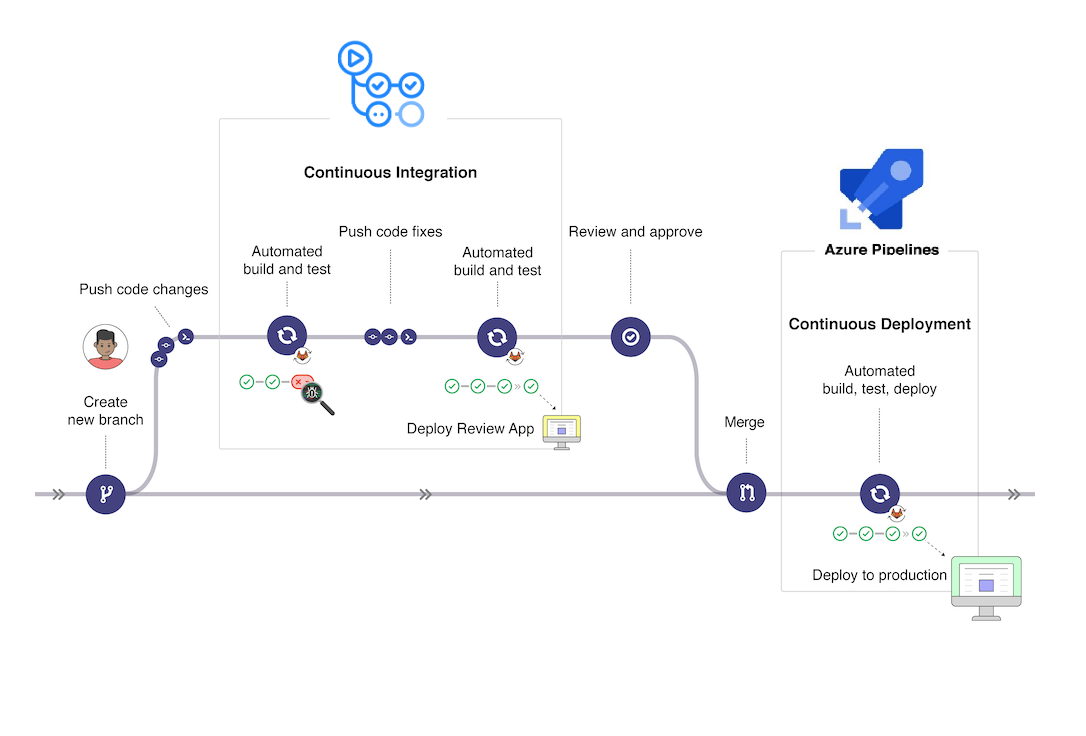 Continuous Integration
Push code fixes
Review and approve
Automated
build and test
Automated
build and test
Azure Pipelines
Push code changes
Continuous Deployment
Automated
build, test, deploy
Create
new branch
Deploy Review App
Merge
Deploy to production